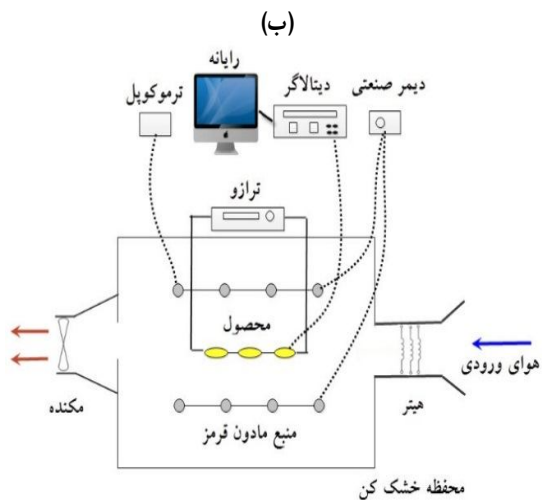 (ب)
رایانه
دیمر صنعتی
دیتالاگر
ترموکوپل
ترازو
محصول
هوای ورودی
هیتر
مکنده
منبع مادون قرمز
محفظه خشک کن